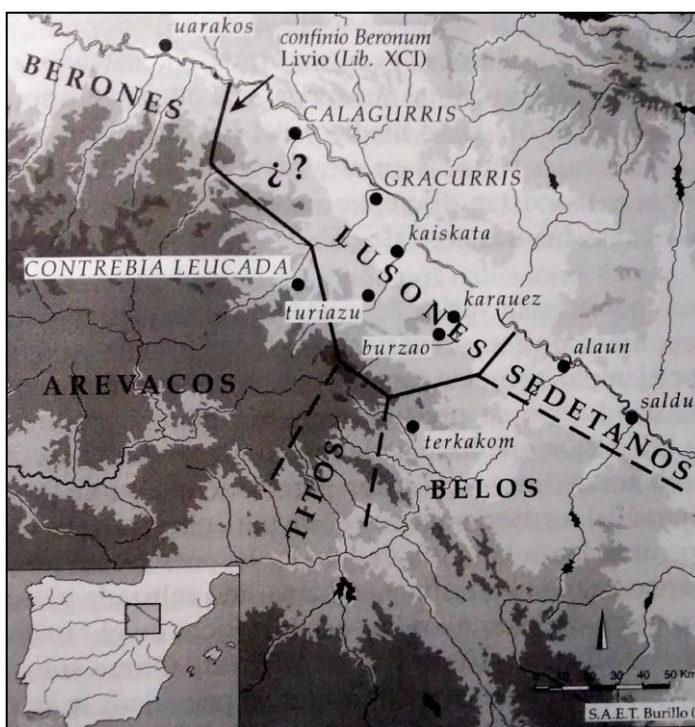 uarakos
confinio Beronum
Livio (Lib. XCI)
BERONES
CALAGURRIS
¿?
GRACURRIS
LUSONES
kaiskata
CONTREBIA LEUCADA
turiazu
karauez
burzao
alaun
AREVACOS
SEDETANOS
saldu
TITOS
terkakom
BELOS
0 10 20 30 40 50 Km
S.A.E.T. Burillo (